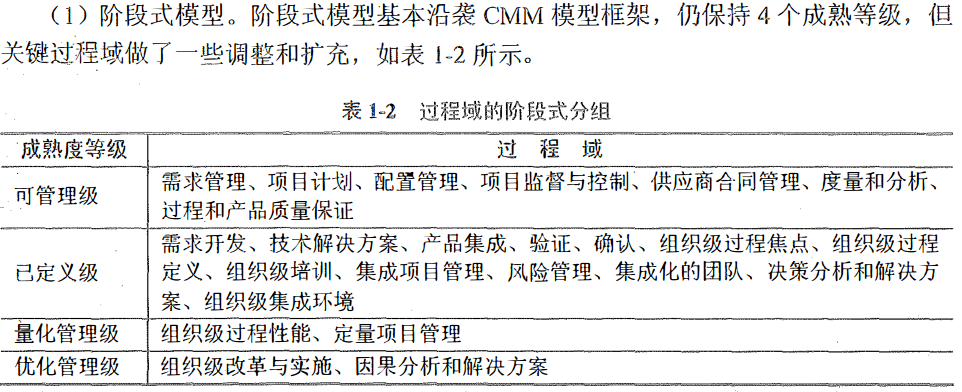 （1）阶段式模型。阶段式模型基本沿袭 CMM 模型框架，仍保持 4 个成熟等级，但
关键过程域做了一些调整和扩充，如表 1-2 所示。
表 1-2 过程域的阶段式分组
成熟度等级 过 程 域
可管理级 需求管理、项目计划、配置管理、项目监督与控制、供应商合同管理、度量和分析、
过程和产品质量保证
已定义级 需求开发、技术解决方案、产品集成、验证、确认、组织级过程焦点、组织级过程
定义、组织级培训、集成项目管理、风险管理、集成化的团队、决策分析和解决方
案、组织级集成环境
量化管理级 组织级过程性能、定量项目管理
优化管理级 组织级改革与实施、因果分析和解决方案